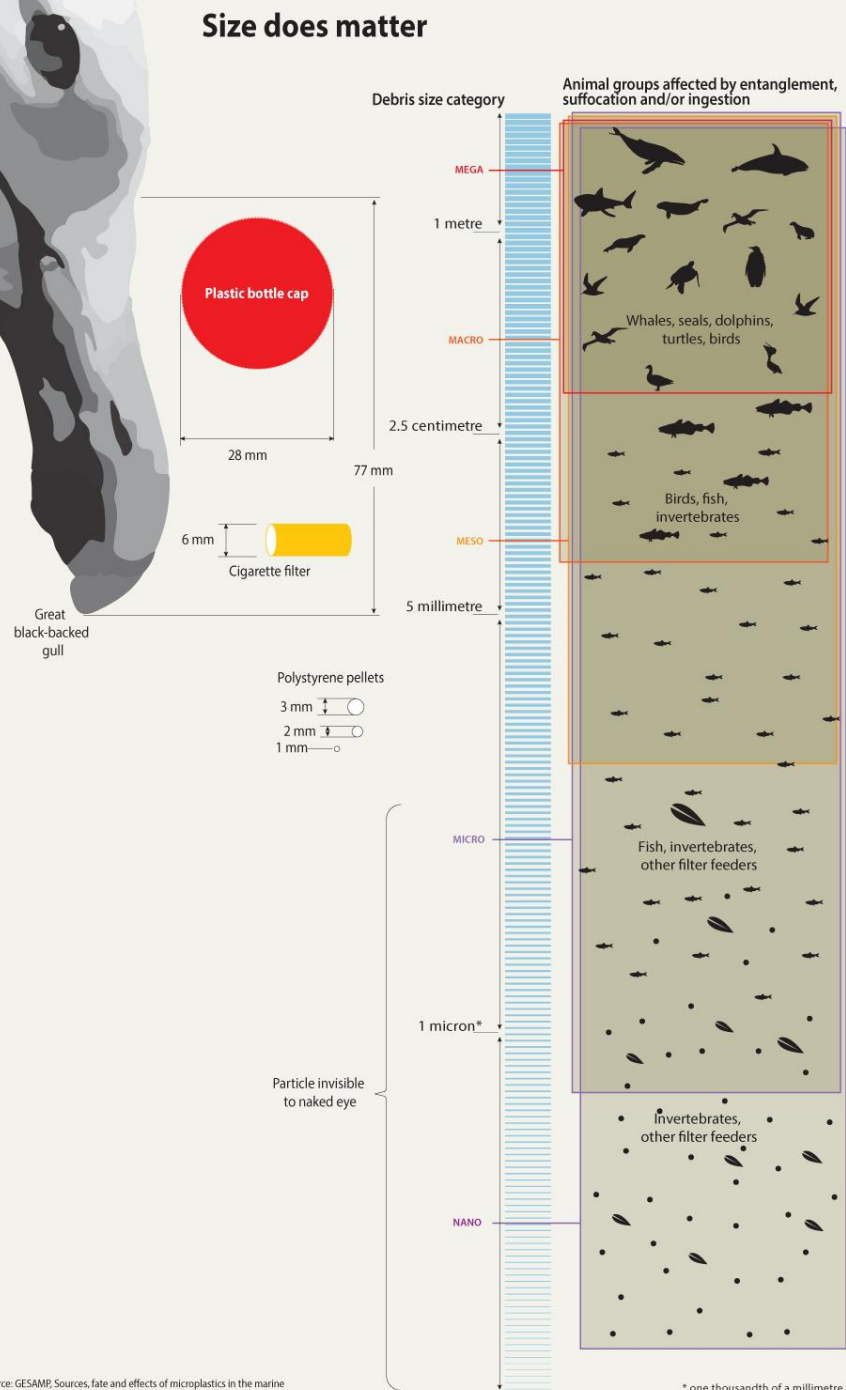 Size does matter
Debris size category
Animal groups affected by entanglement,
suffocation and/or ingestion
MEGA
1 metre
Plastic bottle cap
Whales, seals, dolphins,
turtles, birds
MACRO
2.5 centimetre
28 mm
77 mm
Birds, fish,
invertebrates
6 mm
MESO
Cigarette filter
5 millimetre
Great
black-backed
gull
Polystyrene pellets
3 mm
2 mm
1 mm
MICRO
Fish, invertebrates,
other filter feeders
1 micron*
Particle invisible
to naked eye
Invertebrates,
other filter feeders
NANO
GESAMP, Sources, fate and effects of microplastics in the marine
* one thousandth of a millimetre